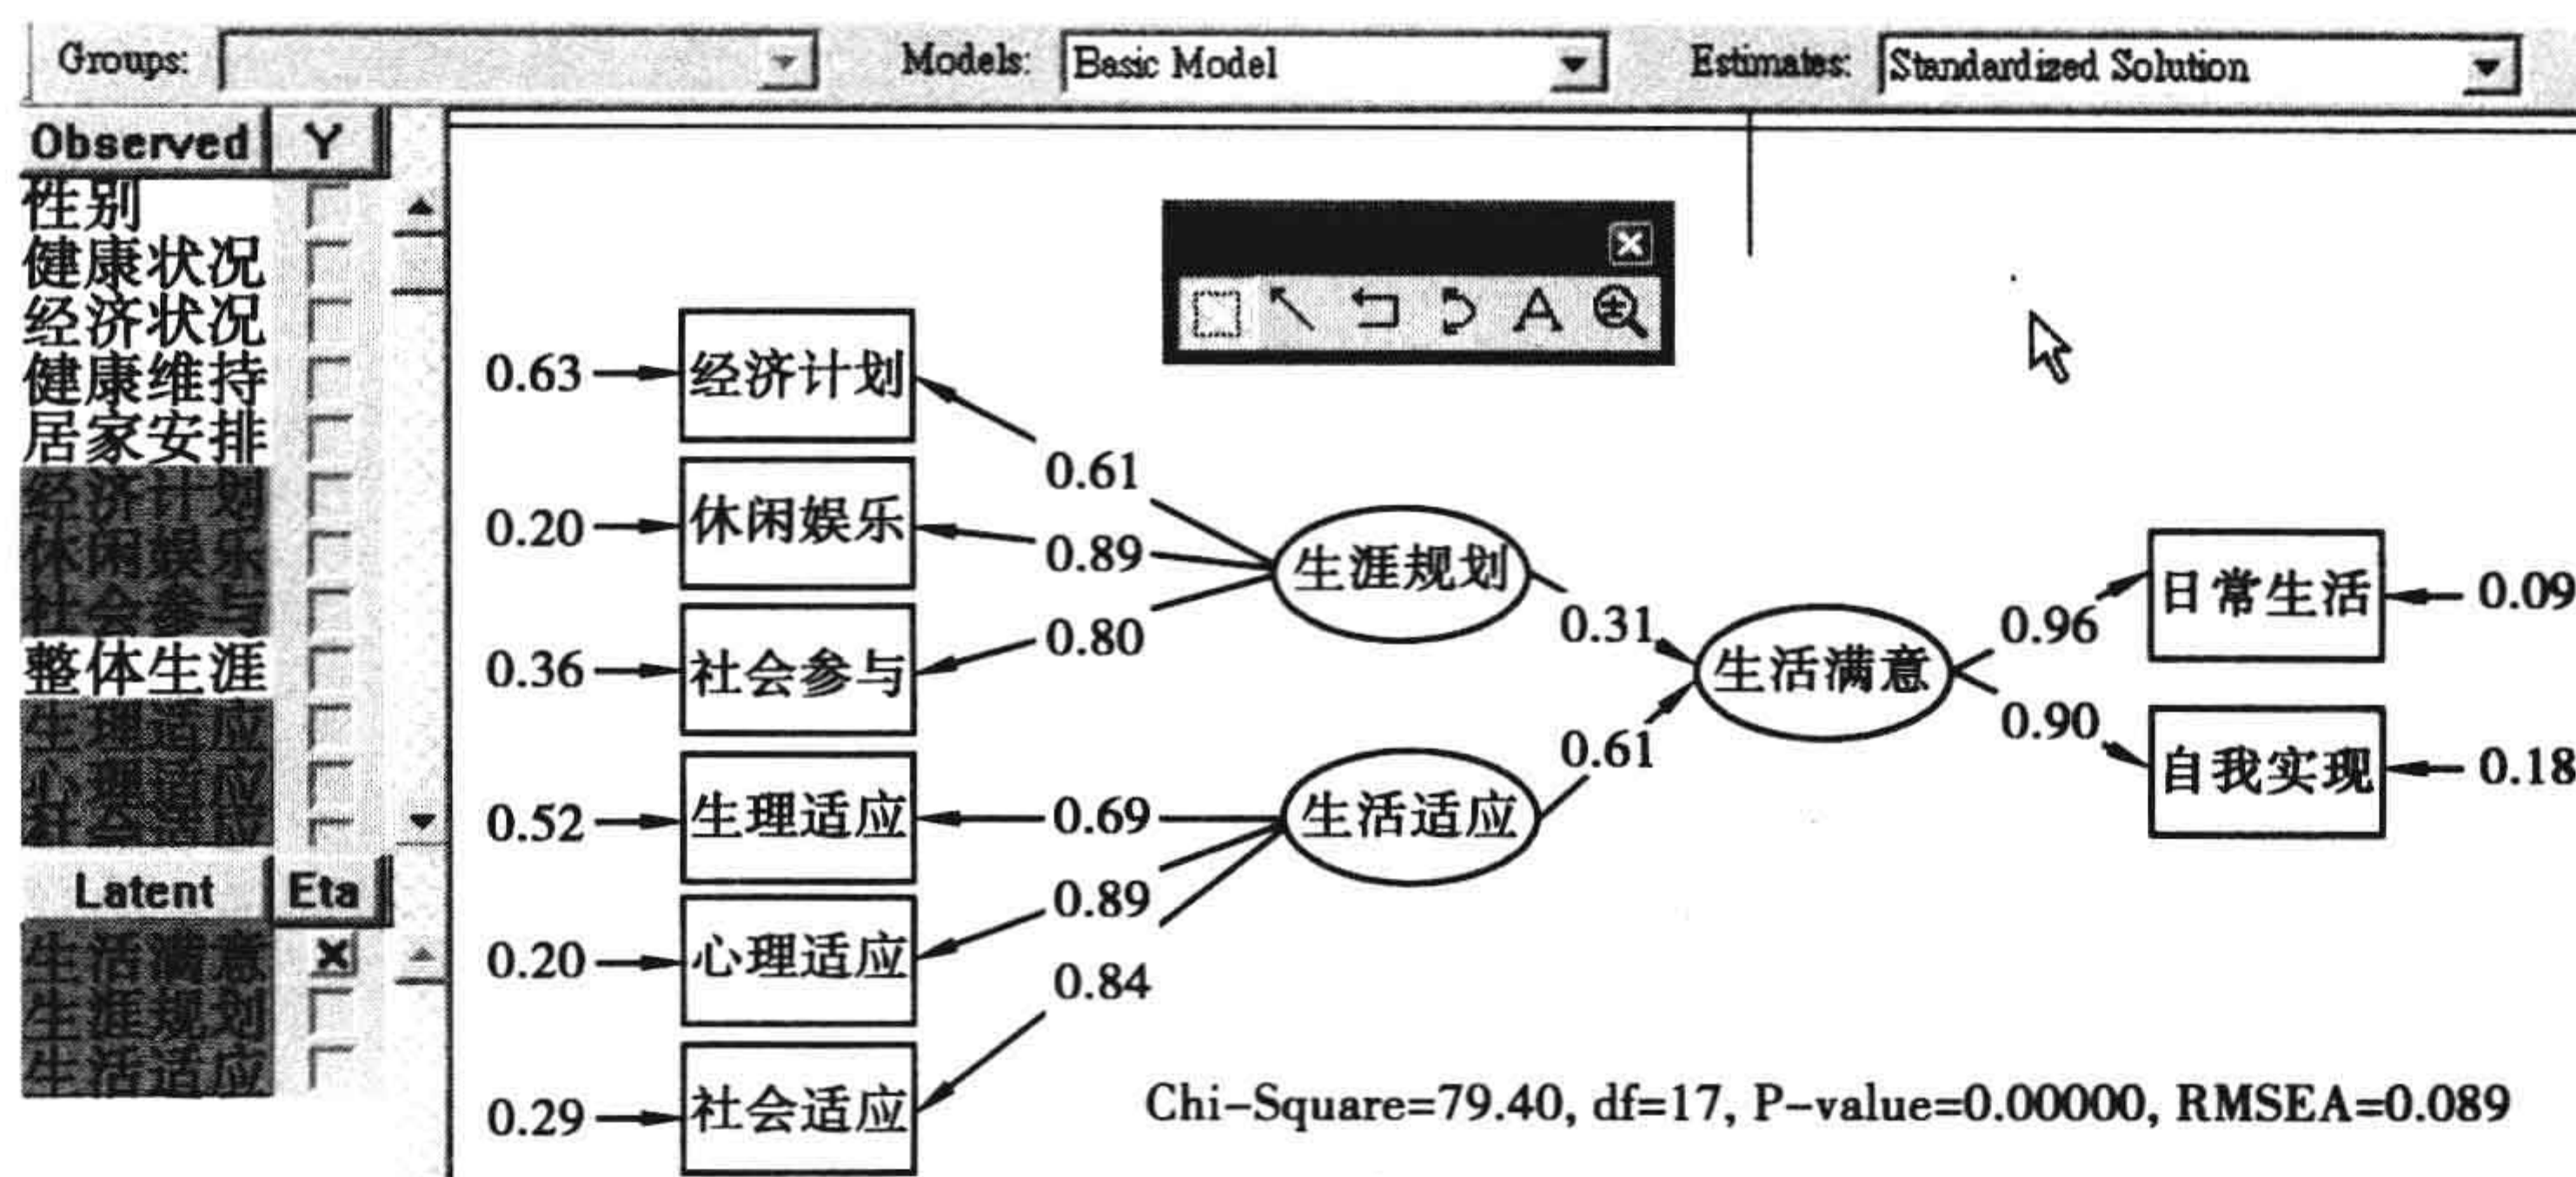 Groups: Models: Basic Model Estimates: Standardized Solution
Observed Y
性别
健康状况
经济状况
健康维持
居家安排
经济计划
休闲娱乐
社会参与
整体生涯
生理适应
心理适应
社会适应
Latent Eta
生活满意
生涯规划
生活适应
0.63 经济计划
0.61
0.20 休闲娱乐
0.89
0.36 社会参与
0.80
生涯规划
0.31
0.52 生理适应
0.69
0.20 心理适应
0.89
0.29 社会适应
0.84
生活适应
0.61
生活满意
0.96
日常生活 0.09
0.90
自我实现 0.18
Chi-Square=79.40, df=17, P-value=0.00000, RMSEA=0.089